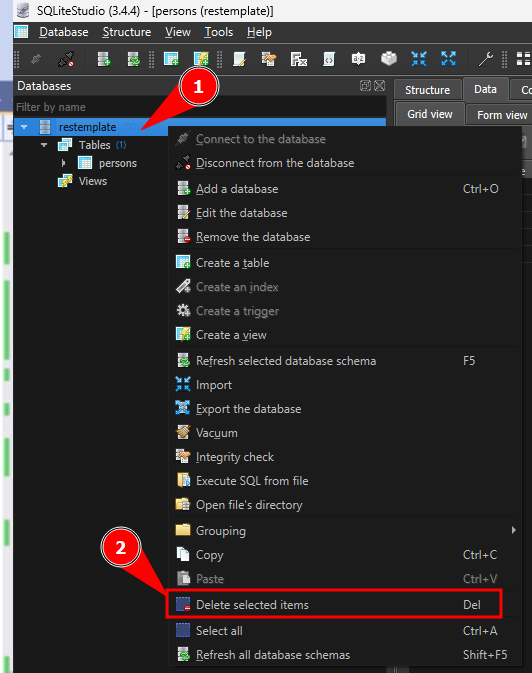 SQLiteStudio (3.4.4) - [persons (restemplate)]
Database Structure View Tools Help
Databases
Filter by name
restemplate
Tables (1)
persons
Views
Structure Data Co
Grid view Form view
1
Connect to the database
Disconnect from the database
Add a database Ctrl+O
Edit the database
Remove the database
Create a table
Create an index
Create a trigger
Create a view
Refresh selected database schema F5
Import
Export the database
Vacuum
Integrity check
Execute SQL from file
Open file's directory
Grouping
Copy Ctrl+C
Paste Ctrl+V
2
Delete selected items Del
Select all Ctrl+A
Refresh all database schemas Shift+F5